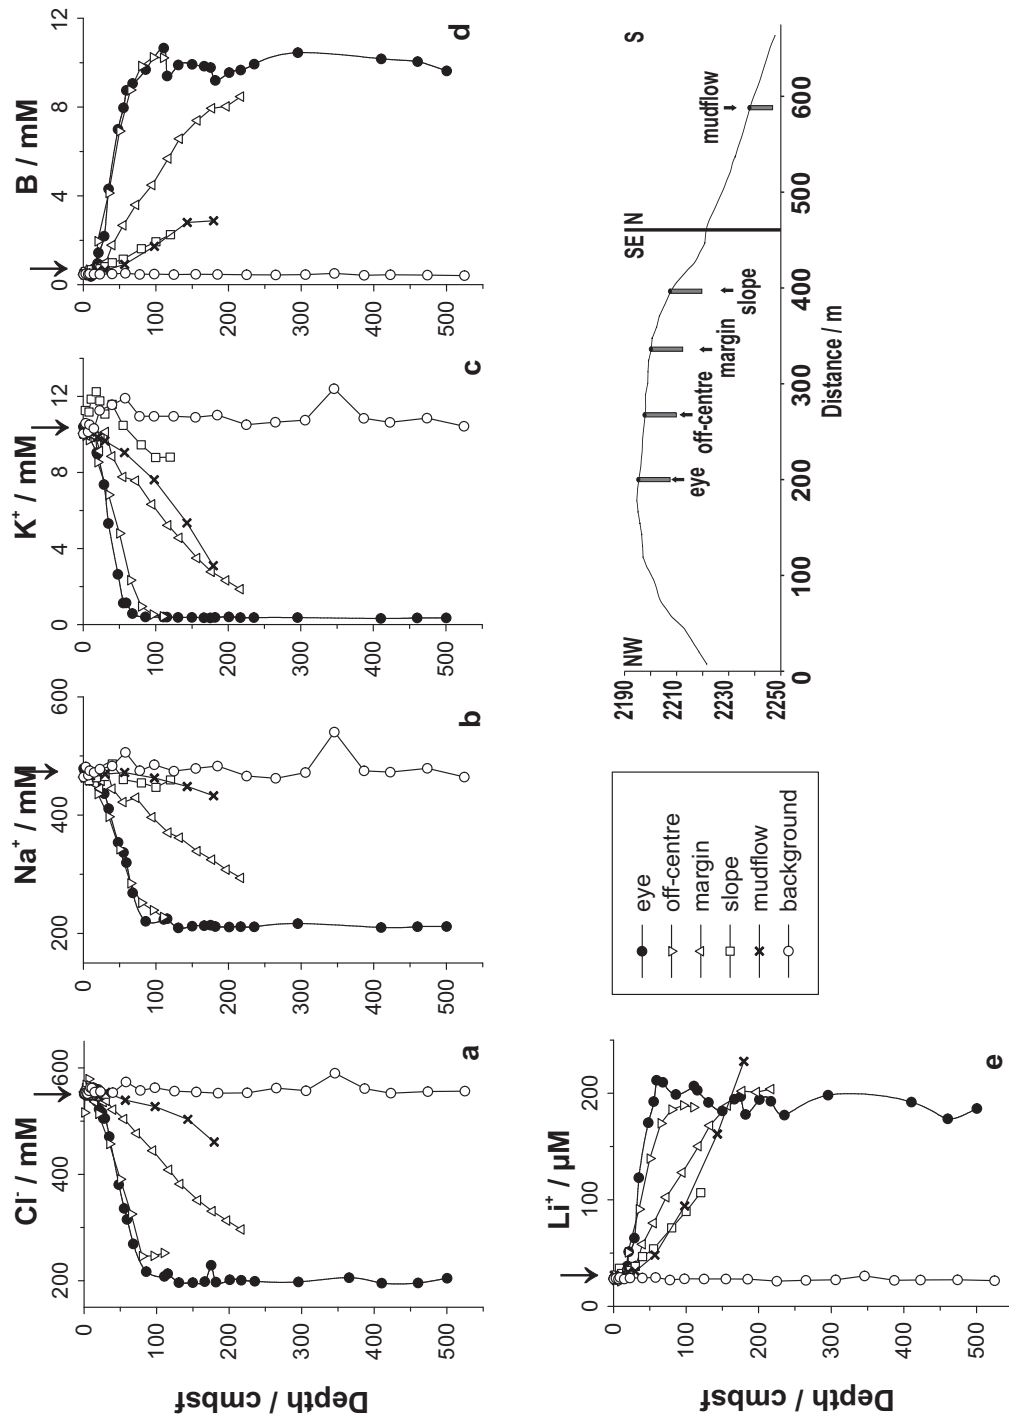 Cl⁻ / mM
200 400 600
0 100 200 300 400 500
Depth / cmbsf
a
Na⁺ / mM
200 400 600
0 100 200 300 400 500
b
K⁺ / mM
0 4 8 12
0 100 200 300 400 500
c
B / mM
0 4 8 12
0 100 200 300 400 500
d
Li⁺ / µM
0 100 200
0 100 200 300 400 500
Depth / cmbsf
e
eye
off-centre
margin
slope
mudflow
background
NW SE N S
2190
2210
2230
2250
eye off-centre margin slope mudflow
0 100 200 300 400 500 600
Distance / m